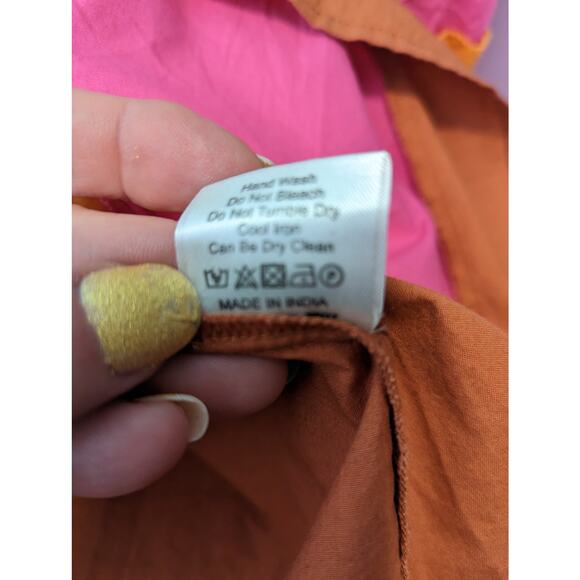 Hand Wash
Do Not Bleach
Do Not Tumble Dry
Cool Iron
Can Be Dry Clean
MADE IN INDIA